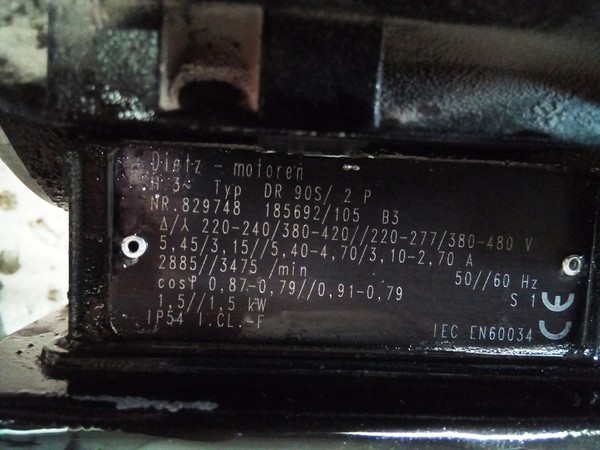 Dietz - motoren
H 3~ Typ DR 90S/ 2 P
NR.829748 185692/105 B3
Δ/⅄ 220-240/380-420//220-277/380-480 V
5,45/3,15//5,40-4,70/3,10-2,70 A
2885//3475 /min 50//60 Hz
cosφ 0,87-0,79//0,91-0,79 S 1
1,5//1,5 kW
IP54 I.CL.-F IEC EN60034 CE